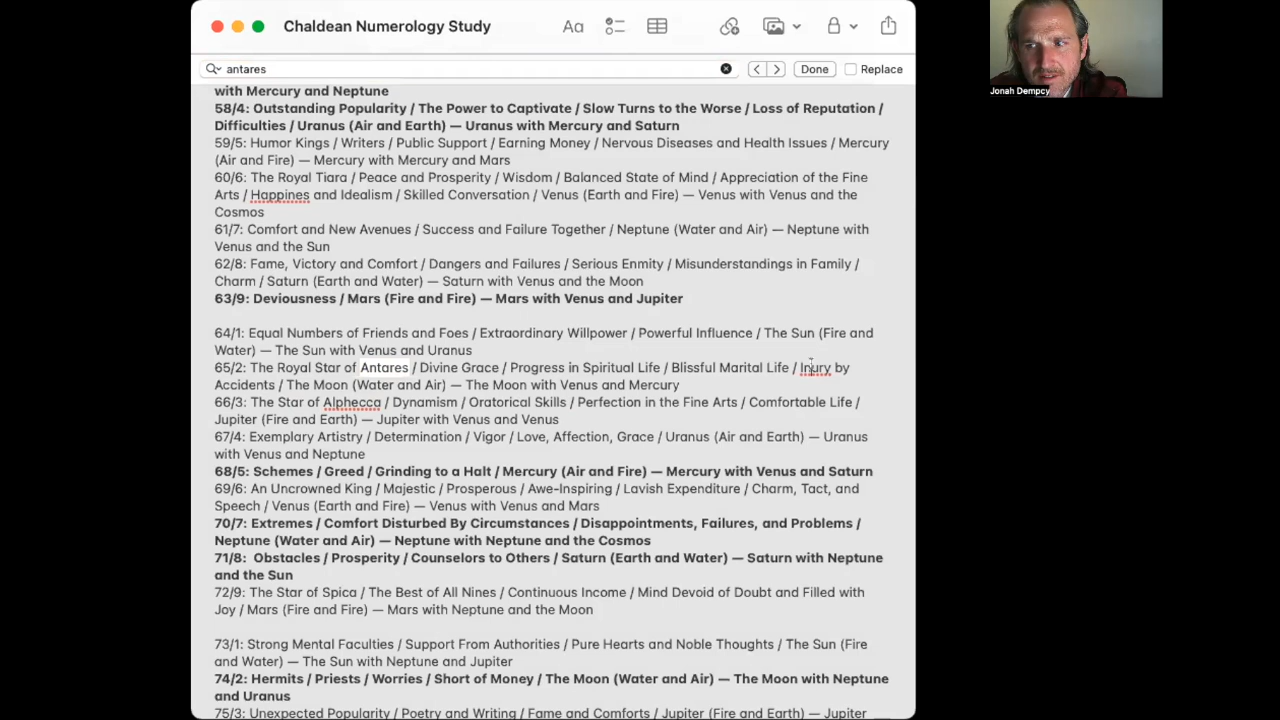 Chaldean Numerology Study
Aa
antares
Done
Replace
with Mercury and Neptune
58/4: Outstanding Popularity / The Power to Captivate / Slow Turns to the Worse / Loss of Reputation /
Difficulties / Uranus (Air and Earth) — Uranus with Mercury and Saturn
59/5: Humor Kings / Writers / Public Support / Earning Money / Nervous Diseases and Health Issues / Mercury
(Air and Fire) — Mercury with Mercury and Mars
60/6: The Royal Tiara / Peace and Prosperity / Wisdom / Balanced State of Mind / Appreciation of the Fine
Arts / Happines and Idealism / Skilled Conversation / Venus (Earth and Fire) — Venus with Venus and the
Cosmos
61/7: Comfort and New Avenues / Success and Failure Together / Neptune (Water and Air) — Neptune with
Venus and the Sun
62/8: Fame, Victory and Comfort / Dangers and Failures / Serious Enmity / Misunderstandings in Family /
Charm / Saturn (Earth and Water) — Saturn with Venus and the Moon
63/9: Deviousness / Mars (Fire and Fire) — Mars with Venus and Jupiter
64/1: Equal Numbers of Friends and Foes / Extraordinary Willpower / Powerful Influence / The Sun (Fire and
Water) — The Sun with Venus and Uranus
65/2: The Royal Star of Antares / Divine Grace / Progress in Spiritual Life / Blissful Marital Life / Inury by
Accidents / The Moon (Water and Air) — The Moon with Venus and Mercury
66/3: The Star of Alphecca / Dynamism / Oratorical Skills / Perfection in the Fine Arts / Comfortable Life /
Jupiter (Fire and Earth) — Jupiter with Venus and Venus
67/4: Exemplary Artistry / Determination / Vigor / Love, Affection, Grace / Uranus (Air and Earth) — Uranus
with Venus and Neptune
68/5: Schemes / Greed / Grinding to a Halt / Mercury (Air and Fire) — Mercury with Venus and Saturn
69/6: An Uncrowned King / Majestic / Prosperous / Awe-Inspiring / Lavish Expenditure / Charm, Tact, and
Speech / Venus (Earth and Fire) — Venus with Venus and Mars
70/7: Extremes / Comfort Disturbed By Circumstances / Disappointments, Failures, and Problems /
Neptune (Water and Air) — Neptune with Neptune and the Cosmos
71/8:  Obstacles / Prosperity / Counselors to Others / Saturn (Earth and Water) — Saturn with Neptune
and the Sun
72/9: The Star of Spica / The Best of All Nines / Continuous Income / Mind Devoid of Doubt and Filled with
Joy / Mars (Fire and Fire) — Mars with Neptune and the Moon
73/1: Strong Mental Faculties / Support From Authorities / Pure Hearts and Noble Thoughts / The Sun (Fire
and Water) — The Sun with Neptune and Jupiter
74/2: Hermits / Priests / Worries / Short of Money / The Moon (Water and Air) — The Moon with Neptune
and Uranus
75/3: Unexpected Popularity / Poetry and Writing / Fame and Comforts / Jupiter (Fire and Earth) — Jupiter
Jonah Dempcy